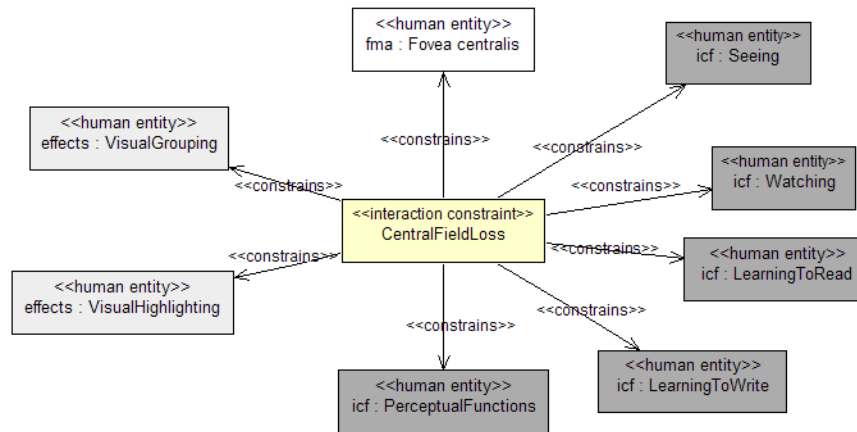 <<human entity>>
fma : Fovea centralis
<<human entity>>
icf : Seeing
<<human entity>>
effects : VisualGrouping
<<constrains>>
<<constrains>>
<<human entity>>
icf : Watching
<<constrains>>
<<constrains>>
<<interaction constraint>>
CentralFieldLoss
<<human entity>>
icf : LearningToRead
<<constrains>>
<<constrains>>
<<human entity>>
effects : VisualHighlighting
<<constrains>>
<<constrains>>
<<human entity>>
icf : LearningToWrite
<<human entity>>
icf : PerceptualFunctions